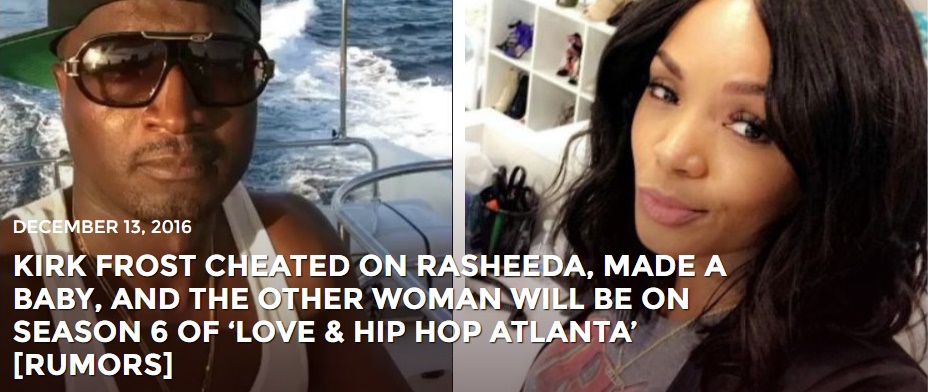 DECEMBER 13, 2016
KIRK FROST CHEATED ON RASHEEDA, MADE A
BABY, AND THE OTHER WOMAN WILL BE ON
SEASON 6 OF ‘LOVE & HIP HOP ATLANTA’
[RUMORS]